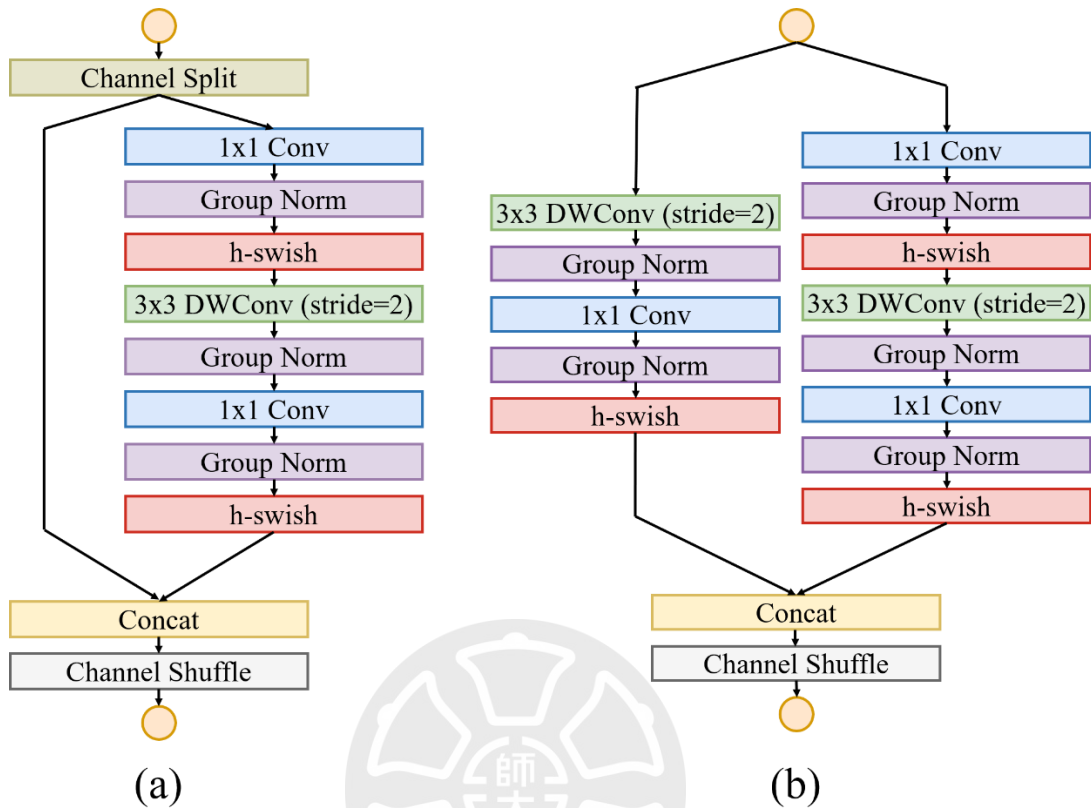 Channel Split
1x1 Conv
Group Norm
h-swish
3x3 DWConv (stride=2)
Group Norm
1x1 Conv
Group Norm
h-swish
Concat
Channel Shuffle
(a)
3x3 DWConv (stride=2)
Group Norm
1x1 Conv
Group Norm
h-swish
1x1 Conv
Group Norm
h-swish
3x3 DWConv (stride=2)
Group Norm
1x1 Conv
Group Norm
h-swish
Concat
Channel Shuffle
(b)
師